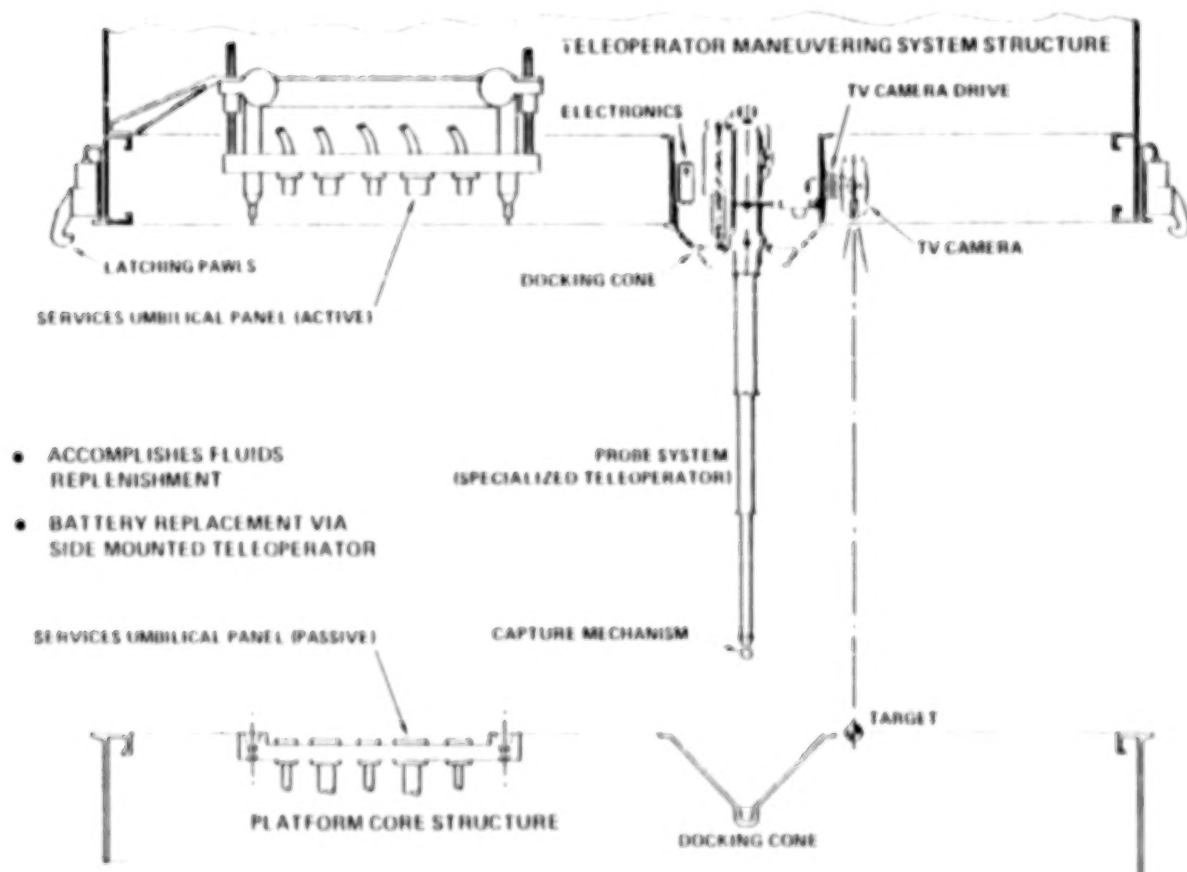 TELEOPERATOR MANEUVERING SYSTEM STRUCTURE
TV CAMERA DRIVE
ELECTRONICS
LATCHING PAWLS
DOCKING CONE
TV CAMERA
SERVICES UMBILICAL PANEL (ACTIVE)
• ACCOMPLISHES FLUIDS
REPLENISHMENT
PROBE SYSTEM
(SPECIALIZED TELEOPERATOR)
• BATTERY REPLACEMENT VIA
SIDE MOUNTED TELEOPERATOR
SERVICES UMBILICAL PANEL (PASSIVE)
CAPTURE MECHANISM
TARGET
PLATFORM CORE STRUCTURE
DOCKING CONE